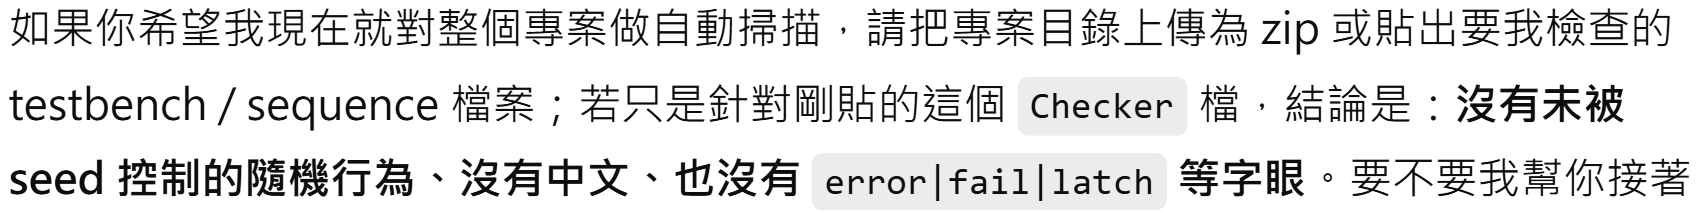 如果你希望我現在就對整個專案做自動掃描，請把專案目錄上傳為 zip 或貼出要我檢查的
testbench / sequence 檔案；若只是針對剛貼的這個 Checker 檔，結論是：沒有未被
seed 控制的隨機行為、沒有中文、也沒有 error|fail|latch 等字眼。要不要我幫你接著